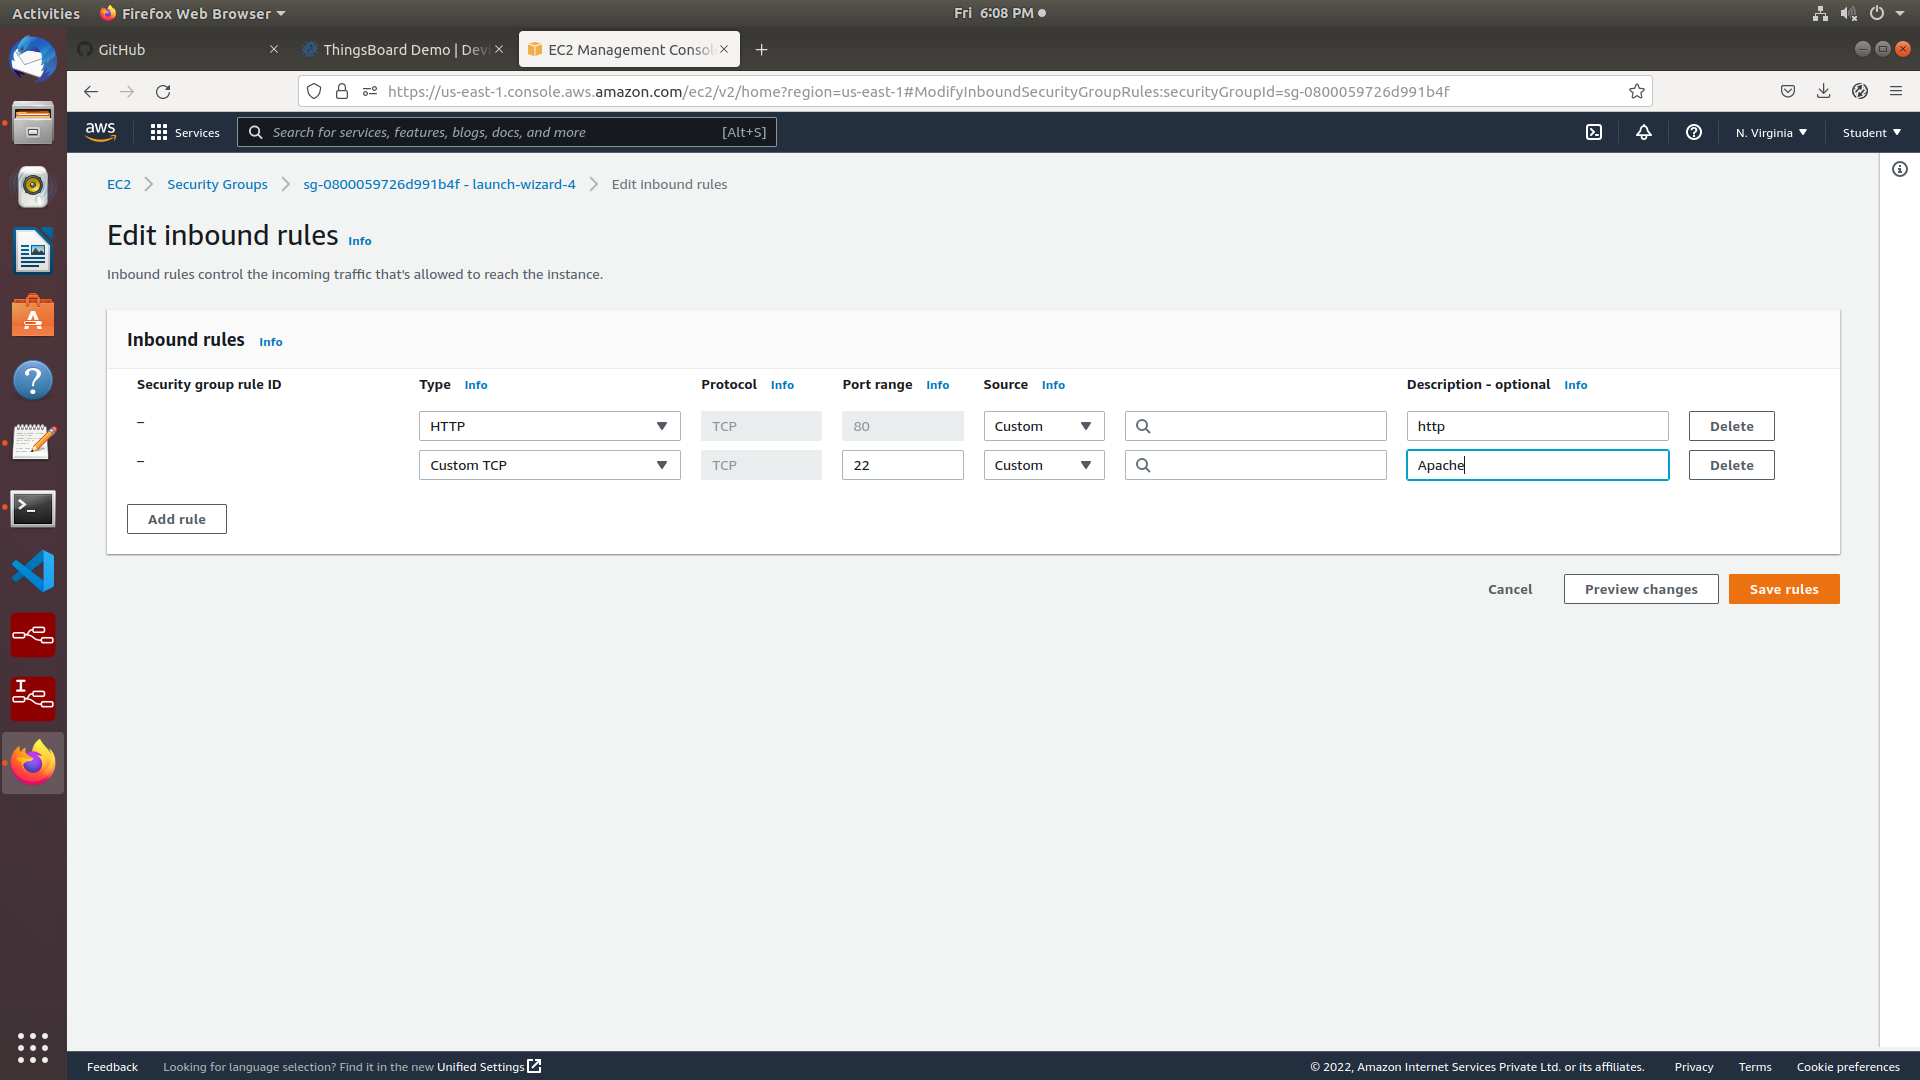 Activities
Firefox Web Browser
Fri 6:08 PM
GitHub
ThingsBoard Demo | Devi
EC2 Management Consol
https://us-east-1.console.aws.amazon.com/ec2/v2/home?region=us-east-1#ModifyInboundSecurityGroupRules:securityGroupId=sg-0800059726d991b4f
aws
Services
Search for services, features, blogs, docs, and more
[Alt+S]
N. Virginia
Student
EC2
Security Groups
sg-0800059726d991b4f - launch-wizard-4
Edit inbound rules
Edit inbound rules Info
Inbound rules control the incoming traffic that's allowed to reach the instance.
Inbound rules Info
Security group rule ID
Type Info
Protocol Info
Port range Info
Source Info
Description - optional Info
–
HTTP
TCP
80
Custom
http
Delete
–
Custom TCP
TCP
22
Custom
Apache
Delete
Add rule
Cancel
Preview changes
Save rules
Feedback
Looking for language selection? Find it in the new Unified Settings
© 2022, Amazon Internet Services Private Ltd. or its affiliates.
Privacy
Terms
Cookie preferences